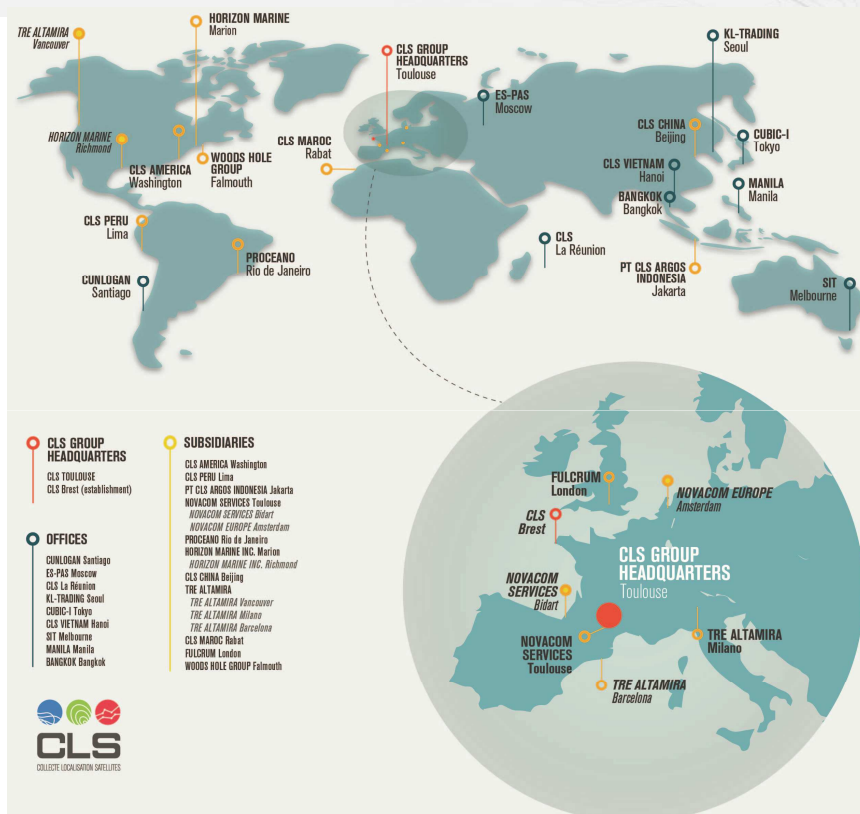 TRE ALTAMIRA
Vancouver
HORIZON MARINE
Marion
CLS GROUP
HEADQUARTERS
Toulouse
KL-TRADING
Seoul
ES-PAS
Moscow
HORIZON MARINE
Richmond
CLS AMERICA
Washington
WOODS HOLE
GROUP
Falmouth
CLS MAROC
Rabat
CLS CHINA
Beijing
CUBIC-I
Tokyo
CLS VIETNAM
Hanoi
BANGKOK
Bangkok
MANILA
Manila
CLS PERU
Lima
PROCEANO
Rio de Janeiro
CLS
La Réunion
CUNLOGAN
Santiago
PT CLS ARGOS
INDONESIA
Jakarta
SIT
Melbourne
CLS GROUP
HEADQUARTERS
CLS TOULOUSE
CLS Brest (establishment)
OFFICES
CUNLOGAN Santiago
ES-PAS Moscow
CLS La Réunion
KL-TRADING Seoul
CUBIC-I Tokyo
CLS VIETNAM Hanoi
SIT Melbourne
MANILA Manila
BANGKOK Bangkok
SUBSIDIARIES
CLS AMERICA Washington
CLS PERU Lima
PT CLS ARGOS INDONESIA Jakarta
NOVACOM SERVICES Toulouse
NOVACOM SERVICES Bidart
NOVACOM EUROPE Amsterdam
PROCEANO Rio de Janeiro
HORIZON MARINE INC. Marion
HORIZON MARINE INC. Richmond
CLS CHINA Beijing
TRE ALTAMIRA
TRE ALTAMIRA Vancouver
TRE ALTAMIRA Milano
TRE ALTAMIRA Barcelona
CLS MAROC Rabat
FULCRUM London
WOODS HOLE GROUP Falmouth
FULCRUM
London
NOVACOM EUROPE
Amsterdam
CLS
Brest
CLS GROUP
HEADQUARTERS
Toulouse
NOVACOM
SERVICES
Bidart
NOVACOM
SERVICES
Toulouse
TRE ALTAMIRA
Milano
TRE ALTAMIRA
Barcelona
CLS
COLLECTE LOCALISATION SATELLITES